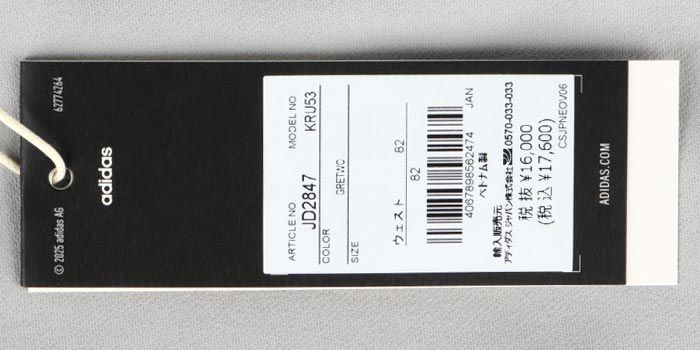 62774264
© 2025 adidas AG
adidas
ARTICLE NO. MODEL NO.
JD2847 KRU53
COLOR
GRETWO
SIZE
ウェスト 82
82
JAN
4067898562474
ベトナム製
輸入販売元
アディダス ジャパン株式会社 0570-033-033
税 抜 ¥16,000
(税 込 ¥17,600)
CSJPNEOV06
ADIDAS.COM